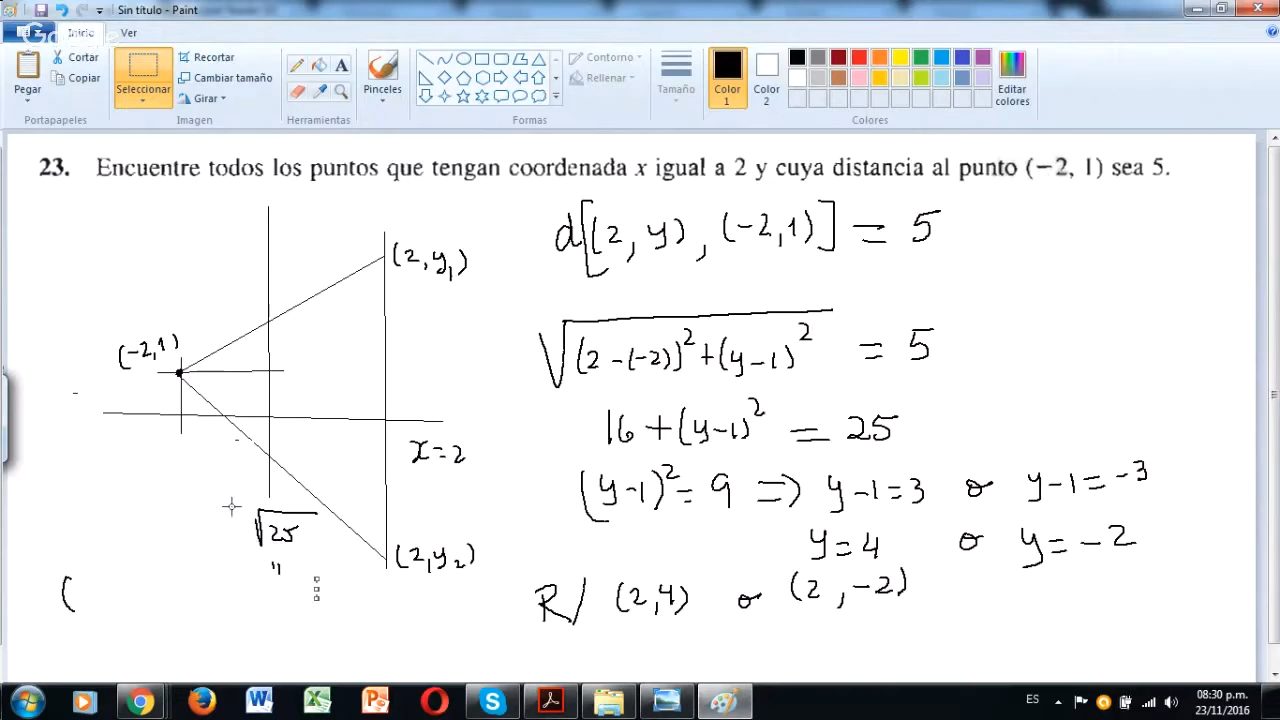 Sin título - Paint
Inicio Ver
Pegar
Cortar
Copiar
Portapapeles
Seleccionar
Recortar
Cambiar tamaño
Girar
Imagen
Herramientas
Pinceles
Contorno
Rellenar
Formas
Tamaño
Color 1
Color 2
Editar colores
Colores
23. Encuentre todos los puntos que tengan coordenada x igual a 2 y cuya distancia al punto (−2, 1) sea 5.
d[(2, y), (-2,1)] = 5
(2, y₁)
(-2,1)
√((2-(-2))² + (y-1)²) = 5
16 + (y-1)² = 25
x = 2
(y-1)² = 9 ⇒ y-1 = 3 o y-1 = -3
√25
y = 4 o y = -2
(2, y₂)
"
(
R/ (2,4) o (2, -2)
ES
08:30 p.m.
23/11/2016